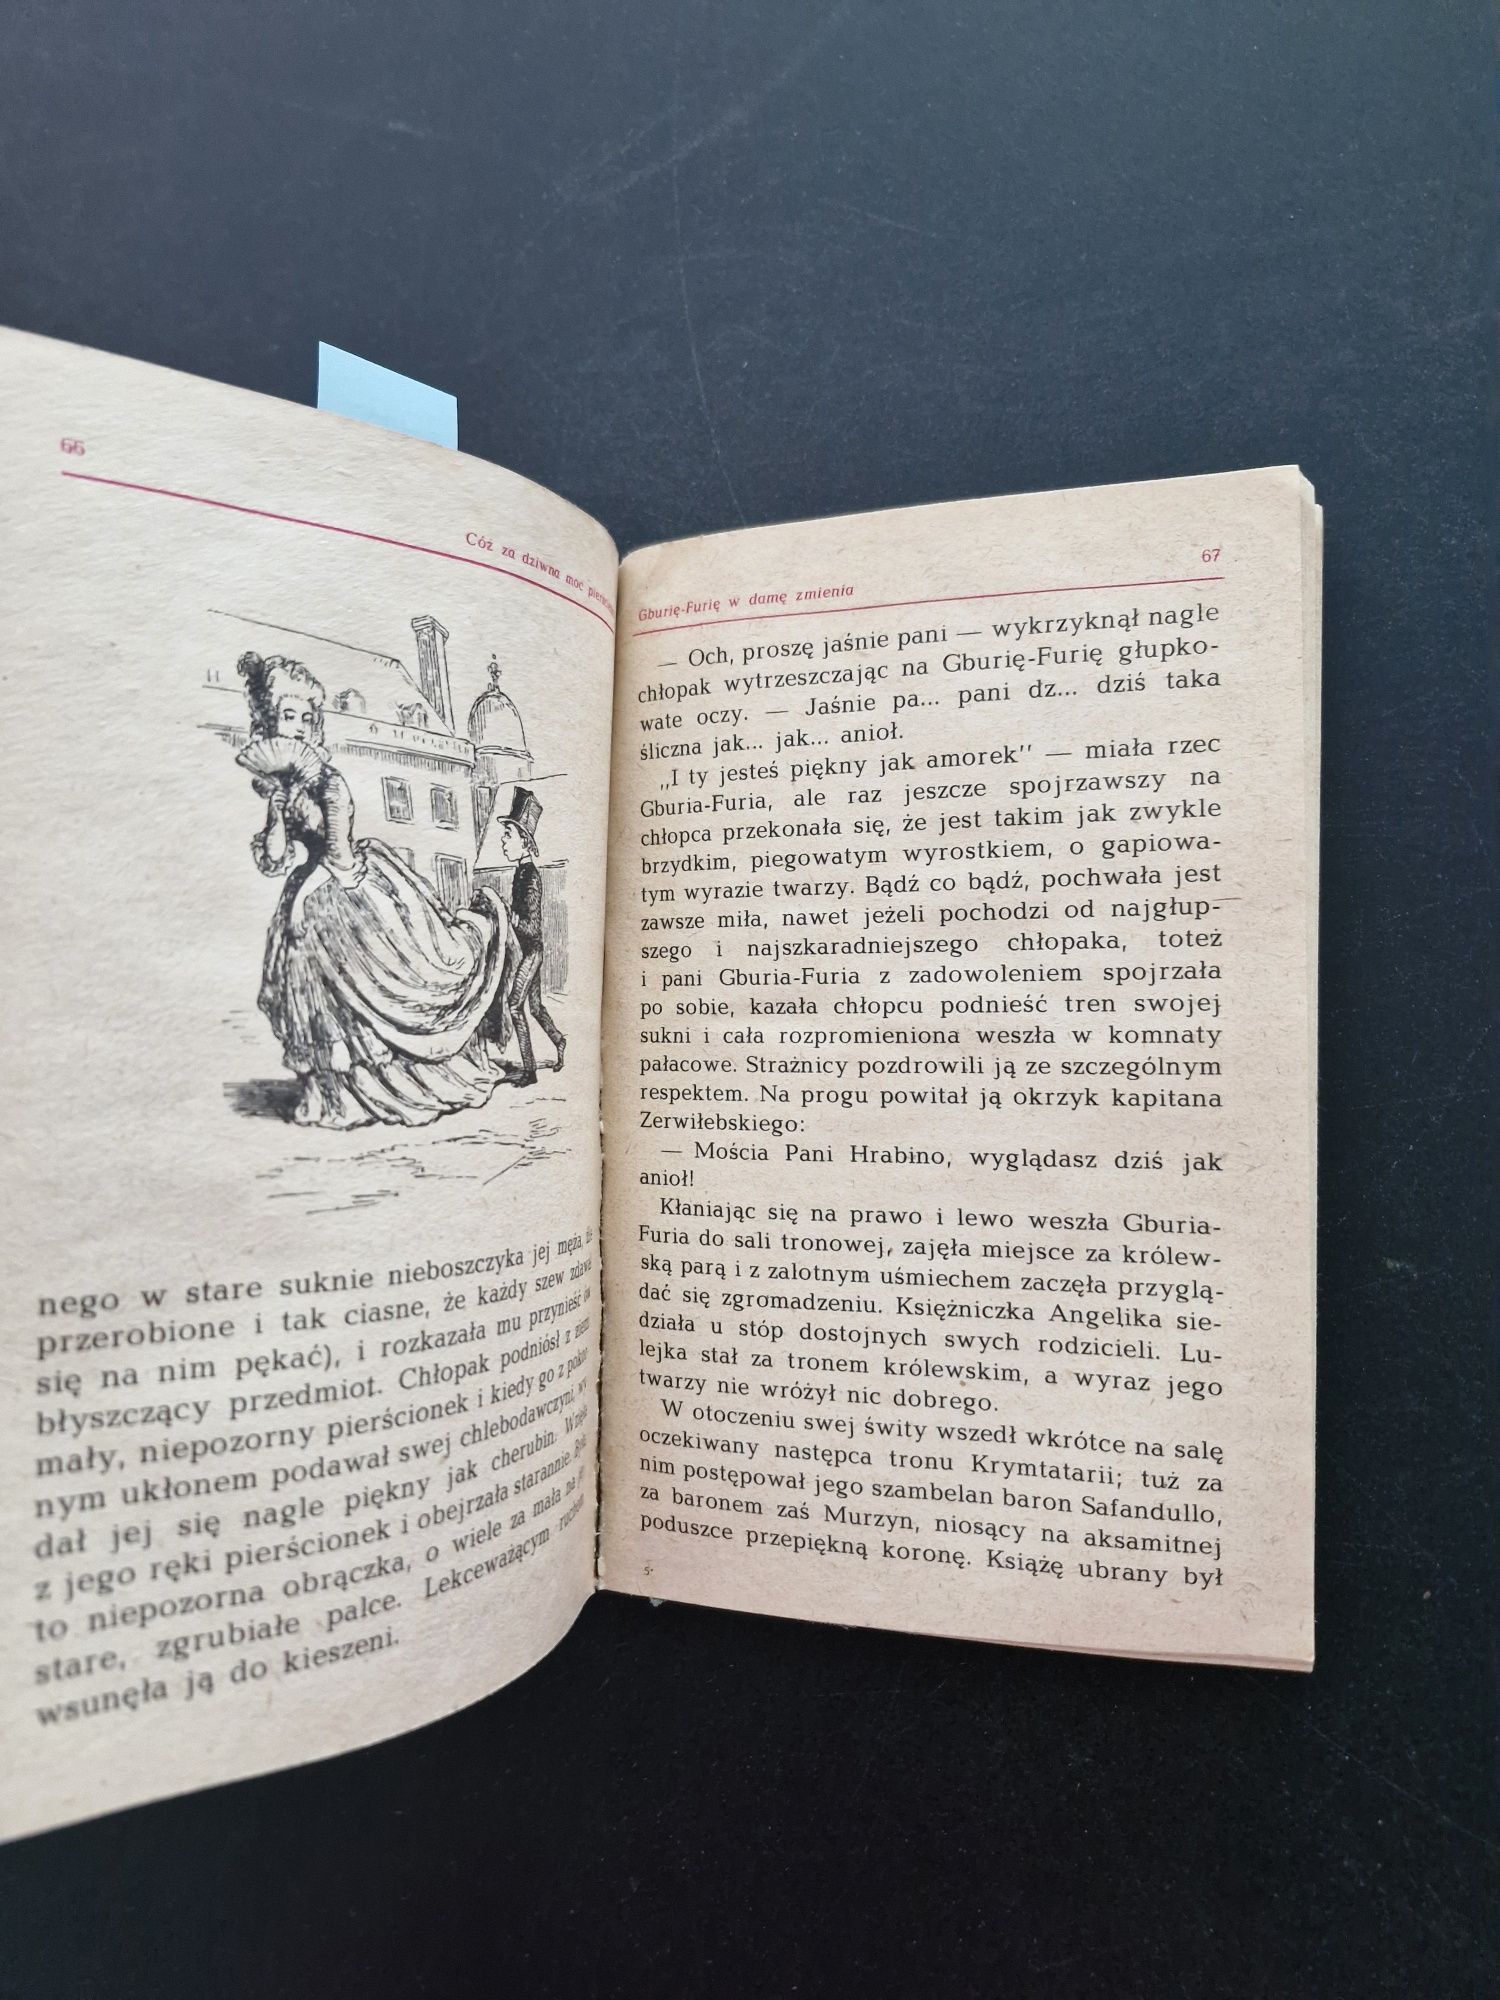 66
Cóż za dziwna moc
nego w stare suknie nieboszczyka jej męża,
przerobione i tak ciasne, że każdy szew
się na nim pękać), i rozkazała mu przynieść
błyszczący przedmiot. Chłopak podniósł z
mały, niepozorny pierścionek i kiedy go z
nym ukłonem podawał swej chlebodawczyni,
dał jej się nagle piękny jak cherubin.
z jego ręki pierścionek i obejrzała starannie.
to niepozorna obrączka, o wiele za mała na
stare, zgrubiałe palce. Lekceważącym
wsunęła ją do kieszeni.
67
Gburię-Furię w damę zmienia
— Och, proszę jaśnie pani — wykrzyknął nagle
chłopak wytrzeszczając na Gburię-Furię głupko-
wate oczy. — Jaśnie pa... pani dz... dziś taka
śliczna jak... jak... anioł.
„I ty jesteś piękny jak amorek" — miała rzec
Gburia-Furia, ale raz jeszcze spojrzawszy na
chłopca przekonała się, że jest takim jak zwykle
brzydkim, piegowatym wyrostkiem, o gapiowa-
tym wyrazie twarzy. Bądź co bądź, pochwała jest
zawsze miła, nawet jeżeli pochodzi od najgłup-
szego i najszkaradniejszego chłopaka, toteż
i pani Gburia-Furia z zadowoleniem spojrzała
po sobie, kazała chłopcu podnieść tren swojej
sukni i cała rozpromieniona weszła w komnaty
pałacowe. Strażnicy pozdrowili ją ze szczególnym
respektem. Na progu powitał ją okrzyk kapitana
Zerwiłebskiego:
— Mościa Pani Hrabino, wyglądasz dziś jak
anioł!
Kłaniając się na prawo i lewo weszła Gburia-
Furia do sali tronowej, zajęła miejsce za królew-
ską parą i z zalotnym uśmiechem zaczęła przyglą-
dać się zgromadzeniu. Księżniczka Angelika sie-
działa u stóp dostojnych swych rodzicieli. Lu-
lejka stał za tronem królewskim, a wyraz jego
twarzy nie wróżył nic dobrego.
W otoczeniu swej świty wszedł wkrótce na salę
oczekiwany następca tronu Krymtatarii; tuż za
nim postępował jego szambelan baron Safandullo,
za baronem zaś Murzyn, niosący na aksamitnej
poduszce przepiękną koronę. Książę ubrany był
5*